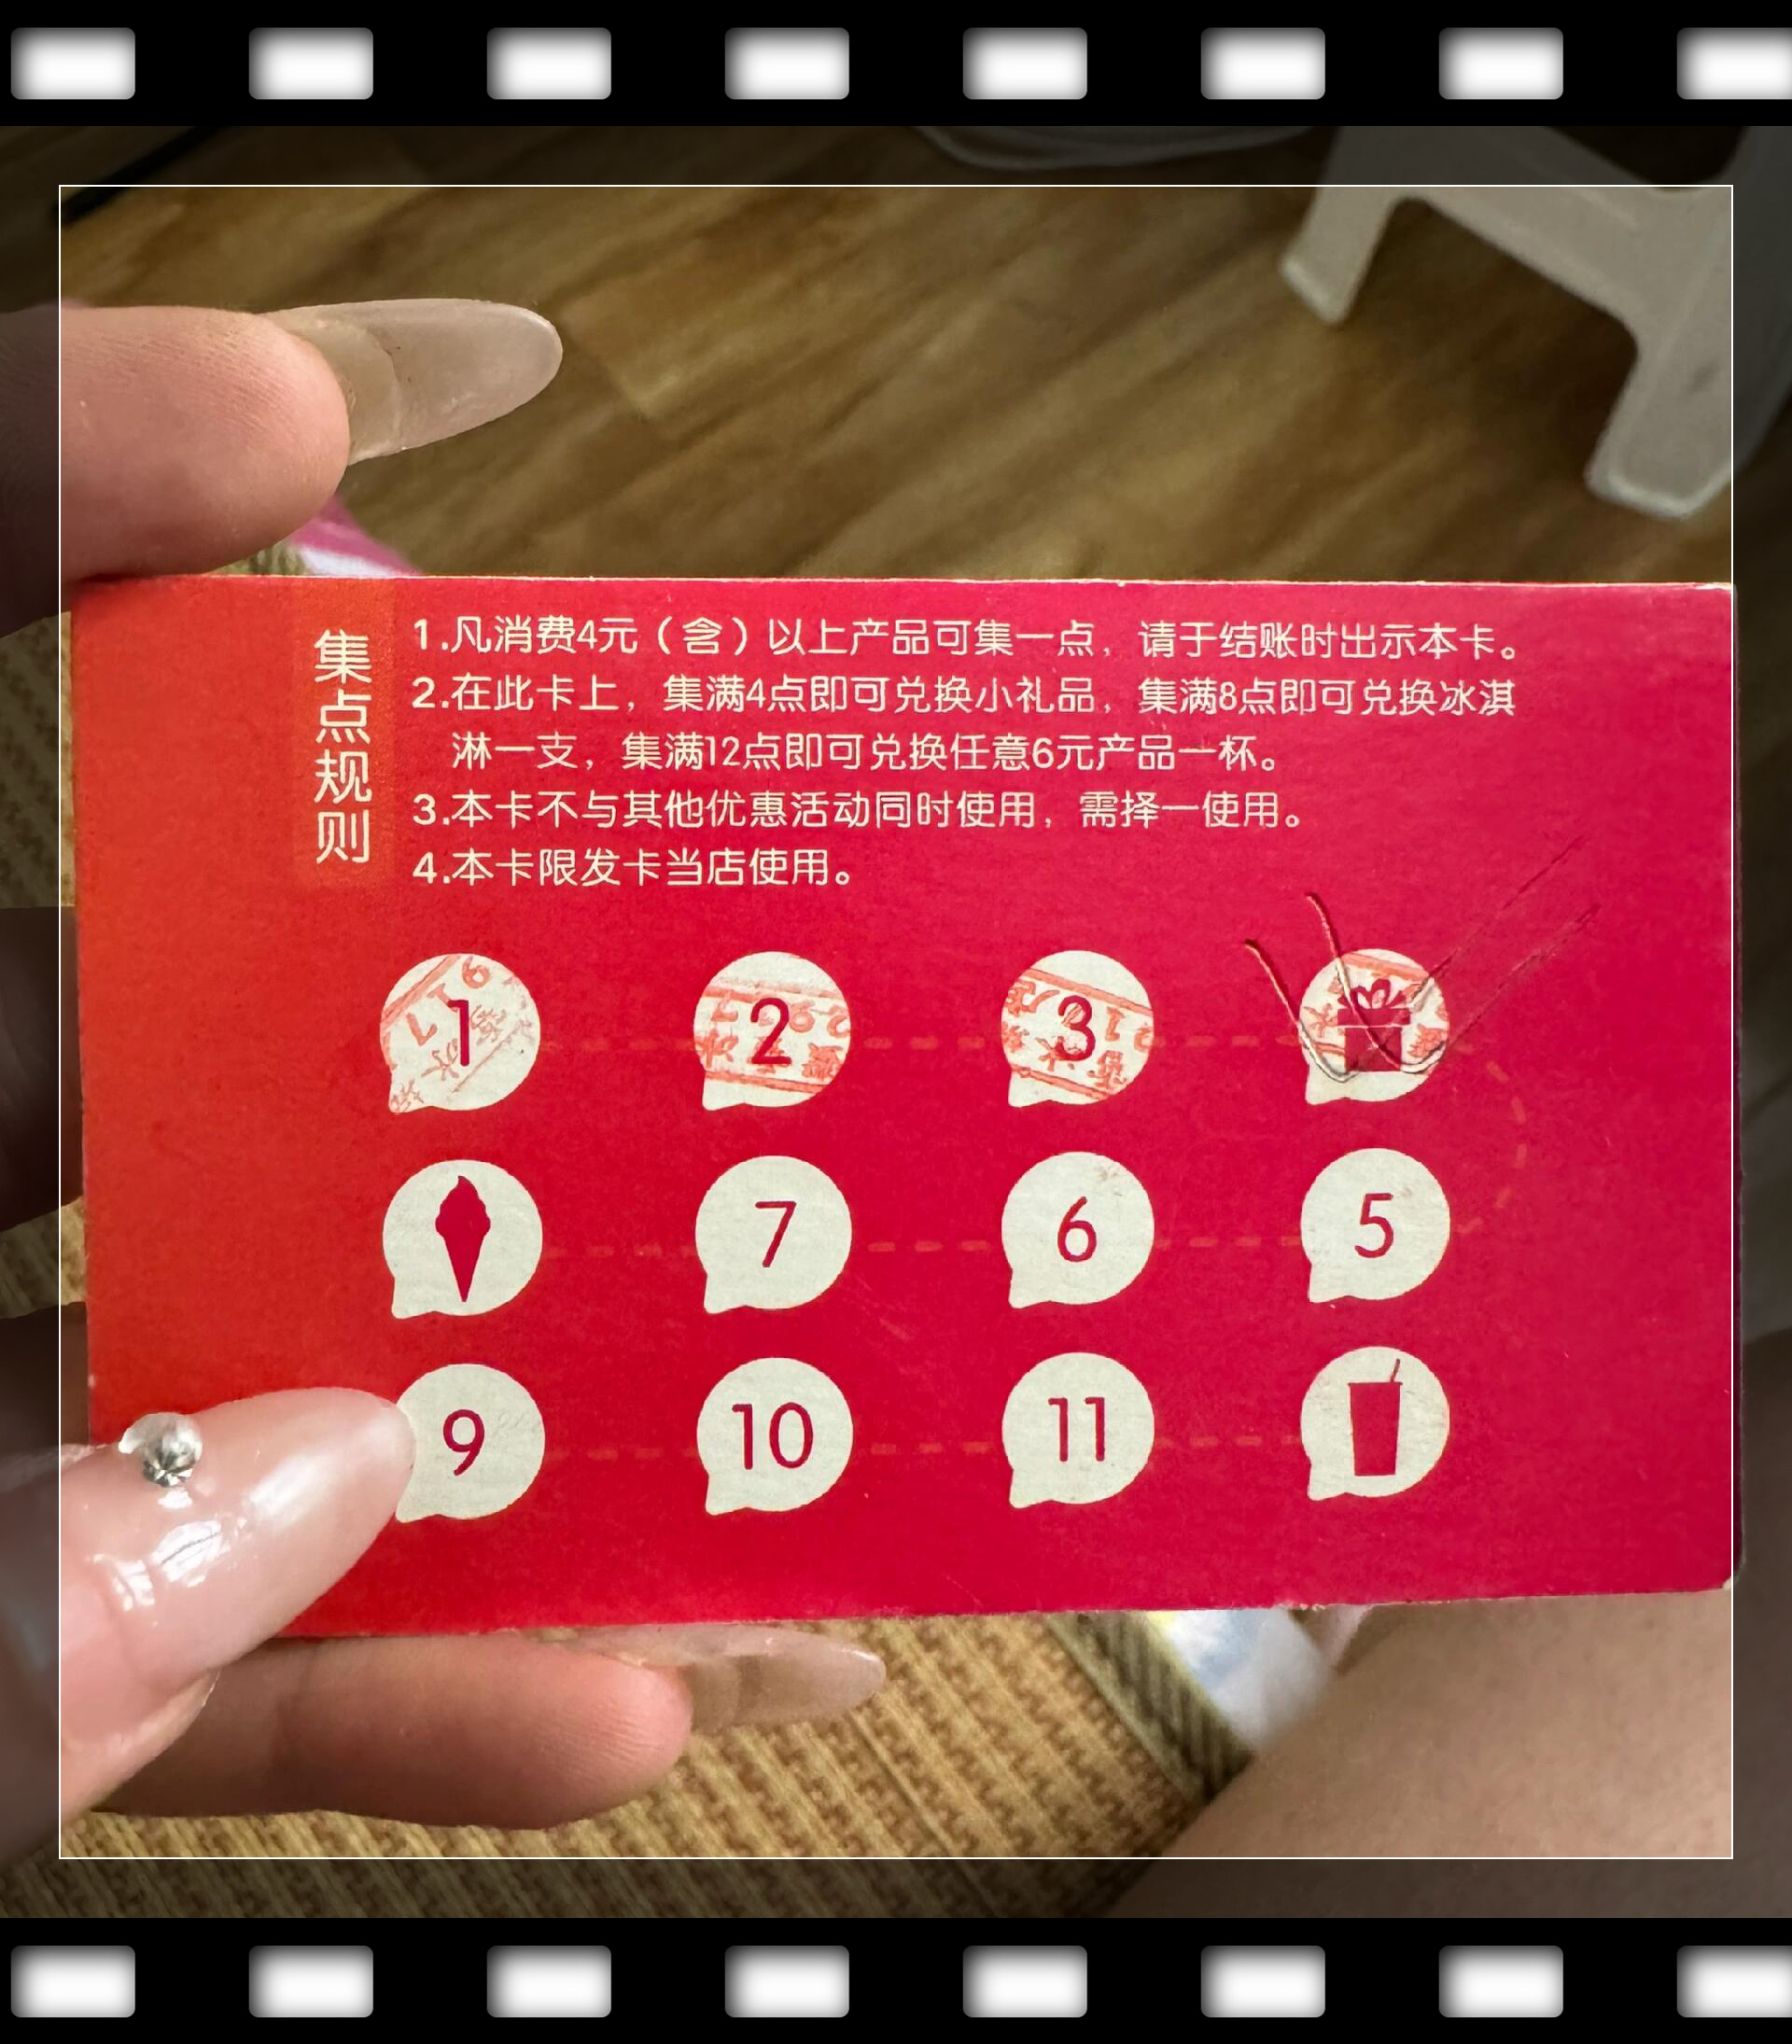 集点规则
1.凡消费4元（含）以上产品可集一点，请于结账时出示本卡。
2.在此卡上，集满4点即可兑换小礼品，集满8点即可兑换冰淇
淋一支，集满12点即可兑换任意6元产品一杯。
3.本卡不与其他优惠活动同时使用，需择一使用。
4.本卡限发卡当店使用。
1 2 3
7 6 5
9 10 11